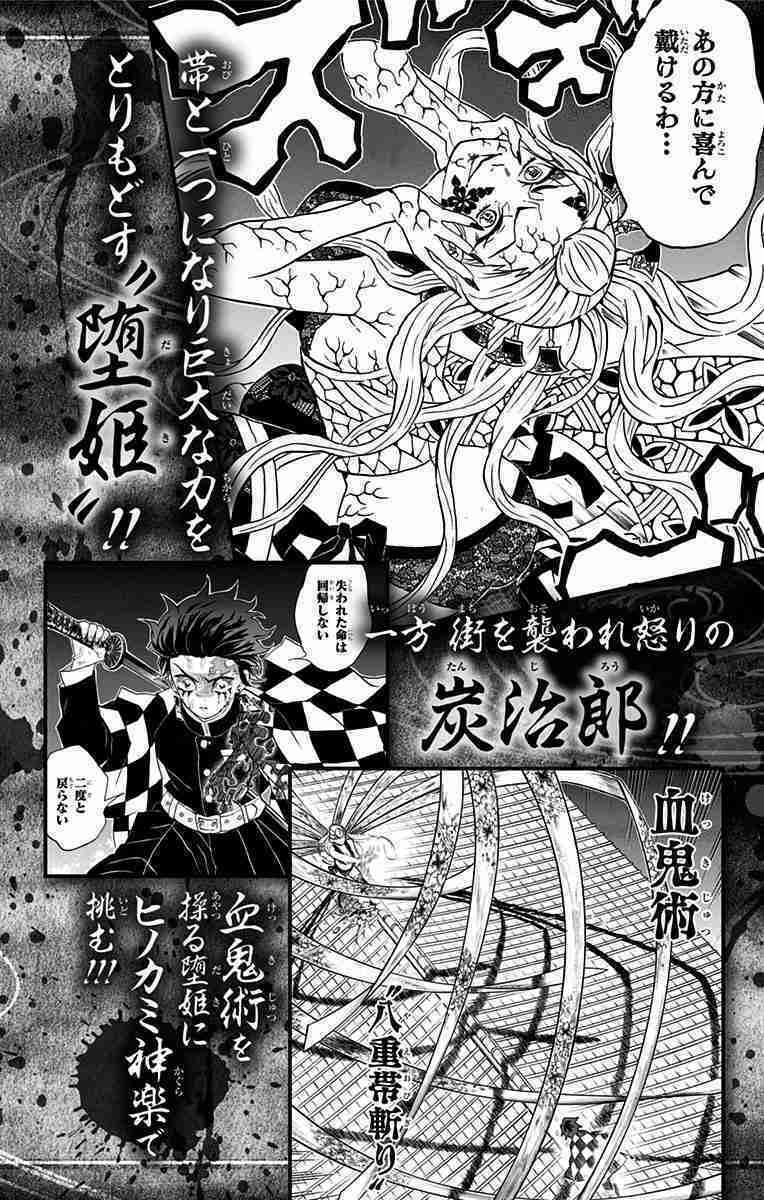 あの方に喜んで
戴けるわ…
帯と一つになり巨大な力を
とりもどす〝堕姫〟!!
一方街を襲われ怒りの
炭治郎!!
失われた命は
回帰しない
二度と
戻らない
血鬼術
〝八重帯斬り〟
血鬼術を
操る堕姫に
ヒノカミ神楽で
挑む!!!